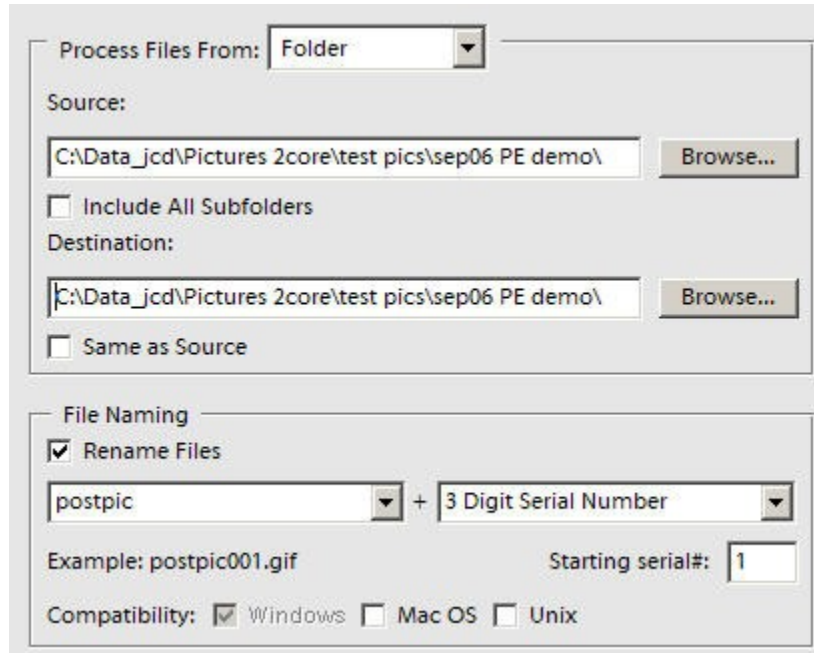 Process Files From: Folder
Source:
C:\Data_jcd\Pictures 2core\test pics\sep06 PE demo\ Browse...
Include All Subfolders
Destination:
C:\Data_jcd\Pictures 2core\test pics\sep06 PE demo\ Browse...
Same as Source
File Naming
Rename Files
postpic + 3 Digit Serial Number
Example: postpic001.gif Starting serial#: 1
Compatibility: Windows Mac OS Unix